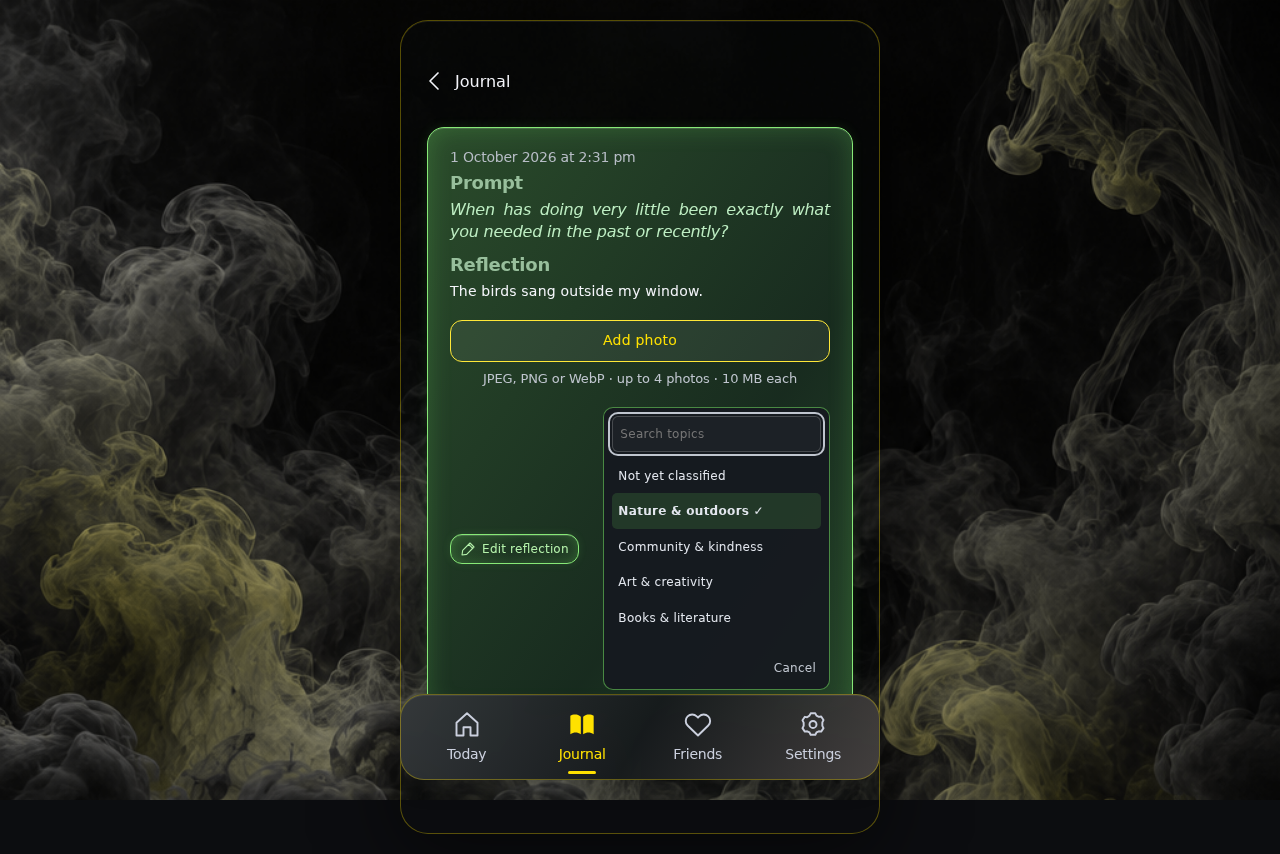 Journal
1 October 2026 at 2:31 pm
Prompt
When has doing very little been exactly what
you needed in the past or recently?
Reflection
The birds sang outside my window.
Add photo
JPEG, PNG or WebP · up to 4 photos · 10 MB each
Search topics
Not yet classified
Nature & outdoors ✓
Community & kindness
Art & creativity
Books & literature
Cancel
Edit reflection
Today
Journal
Friends
Settings